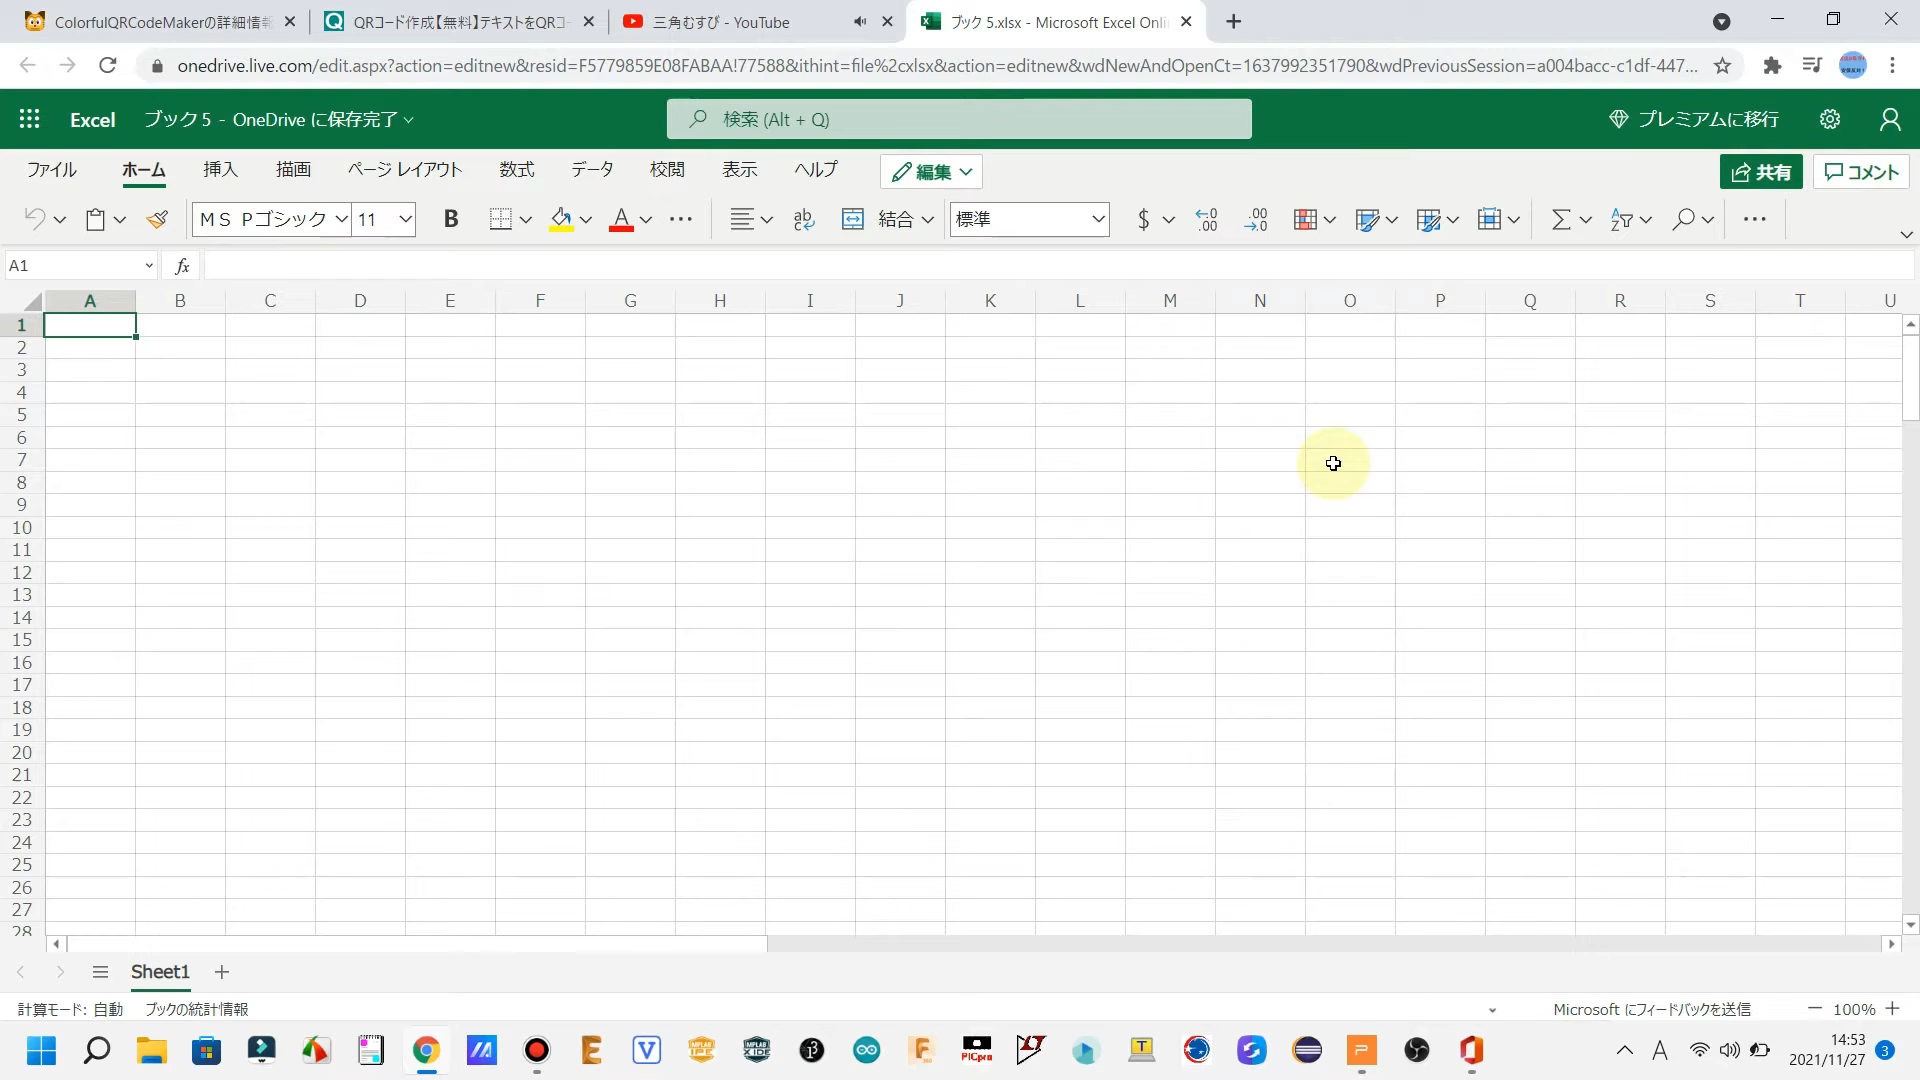 ColorfulQRCodeMakerの詳細情報
QRコード作成【無料】テキストをQRコ
三角むすび - YouTube
ブック 5.xlsx - Microsoft Excel Onli
onedrive.live.com/edit.aspx?action=editnew&resid=F5779859E08FABAA!77588&ithint=file%2cxlsx&action=editnew&wdNewAndOpenCt=1637992351790&wdPreviousSession=a004bacc-c1df-447...
Excel ブック 5 - OneDrive に保存完了
検索 (Alt + Q)
プレミアムに移行
ファイル ホーム 挿入 描画 ページ レイアウト 数式 データ 校閲 表示 ヘルプ 編集 共有 コメント
ＭＳ Ｐゴシック 11 B A ab 結合 標準 $
A1 fx
A B C D E F G H I J K L M N O P Q R S T U
1
2
3
4
5
6
7
8
9
10
11
12
13
14
15
16
17
18
19
20
21
22
23
24
25
26
27
28
Sheet1
計算モード: 自動 ブックの統計情報 Microsoft にフィードバックを送信 100%
A 14:53
2021/11/27 3